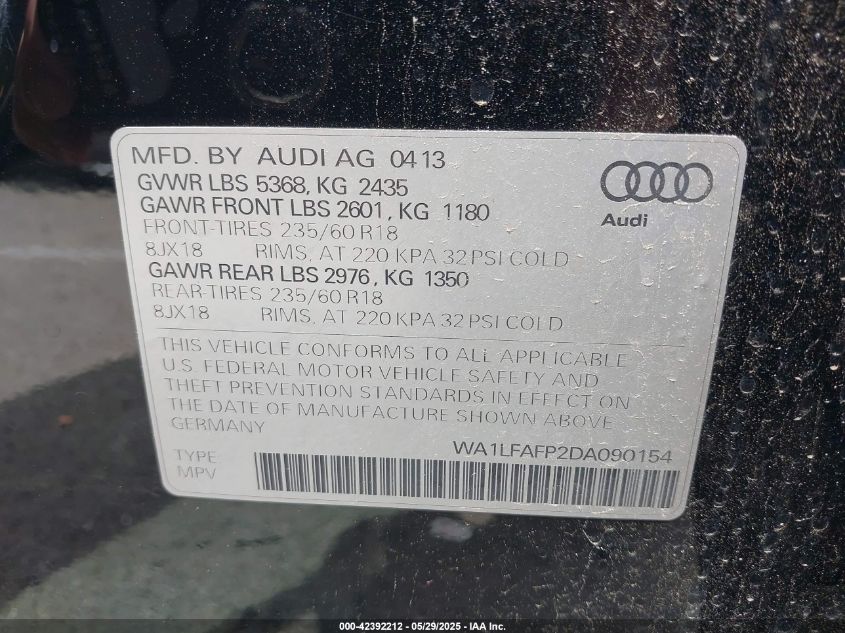 MFD. BY AUDI AG 0413
GVWR LBS 5368, KG 2435
GAWR FRONT LBS 2601, KG 1180
FRONT-TIRES 235/60 R18
8JX18 RIMS, AT 220 KPA 32 PSI COLD
GAWR REAR LBS 2976, KG 1350
REAR-TIRES 235/60 R18
8JX18 RIMS, AT 220 KPA 32 PSI COLD
Audi
THIS VEHICLE CONFORMS TO ALL APPLICABLE
U.S. FEDERAL MOTOR VEHICLE SAFETY AND
THEFT PREVENTION STANDARDS IN EFFECT ON
THE DATE OF MANUFACTURE SHOWN ABOVE
GERMANY
WA1LFAFP2DA090154
TYPE
MPV
000-42392212 - 05/29/2025 - IAA Inc.